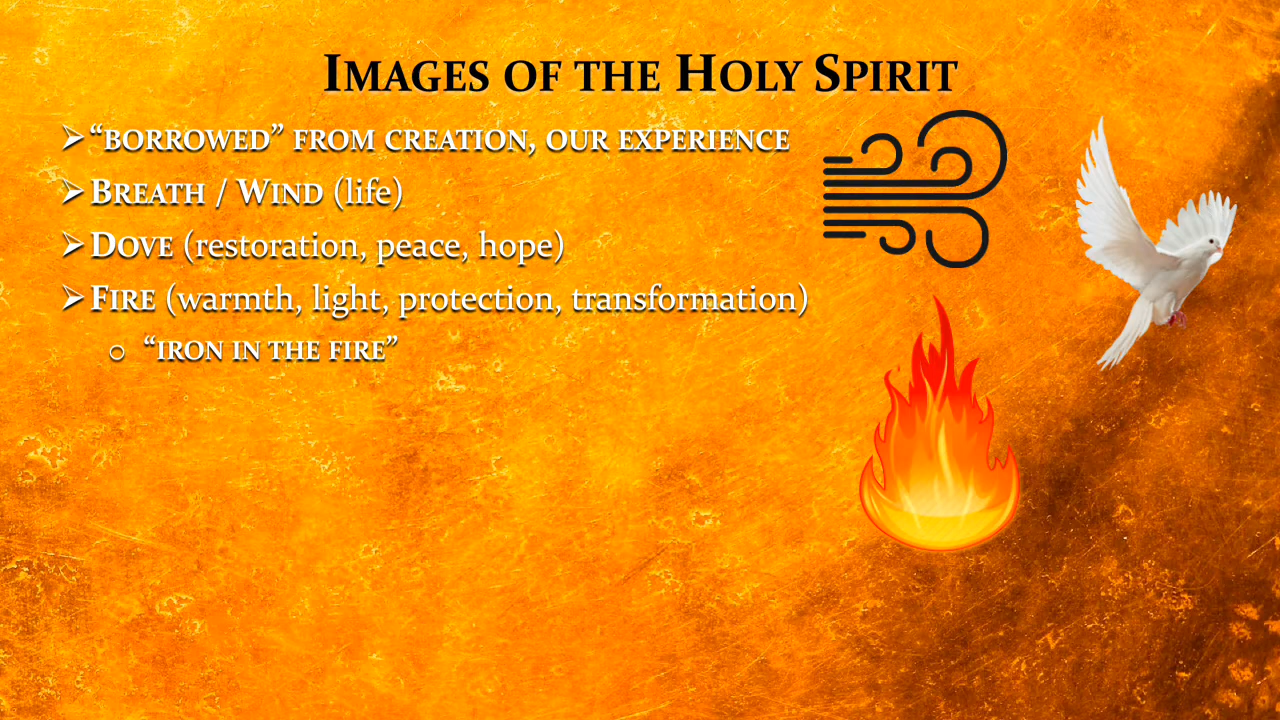 Images of the Holy Spirit
➢ “borrowed” from creation, our experience
➢ Breath / Wind (life)
➢ Dove (restoration, peace, hope)
➢ Fire (warmth, light, protection, transformation)
○ “iron in the fire”